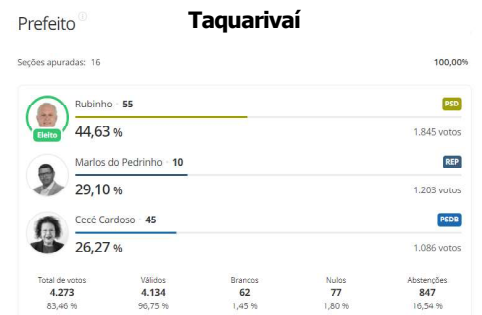 Prefeito
Taquarivaí
Seções apuradas: 16
100,00%
Rubinho · 55
PSD
Eleito
44,63 %
1.845 votos
Marlos do Pedrinho · 10
REP
29,10 %
1.203 votos
Cecé Cardoso · 45
PSDB
26,27 %
1.086 votos
Total de votos
Válidos
Brancos
Nulos
Abstenções
4.273
4.134
62
77
847
83,46 %
96,75 %
1,45 %
1,80 %
16,54 %